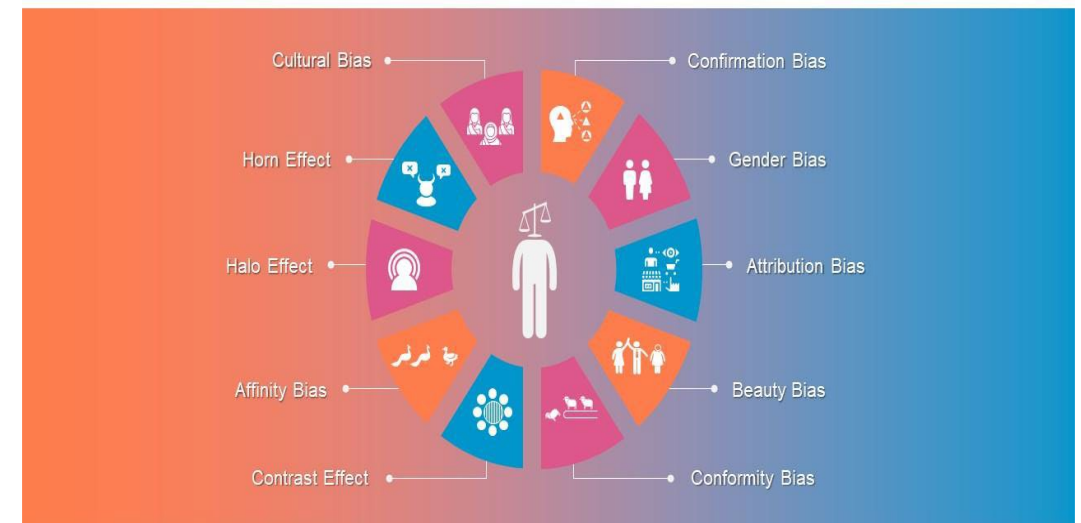 Cultural Bias
Confirmation Bias
Horn Effect
Gender Bias
Halo Effect
Attribution Bias
Affinity Bias
Beauty Bias
Contrast Effect
Conformity Bias